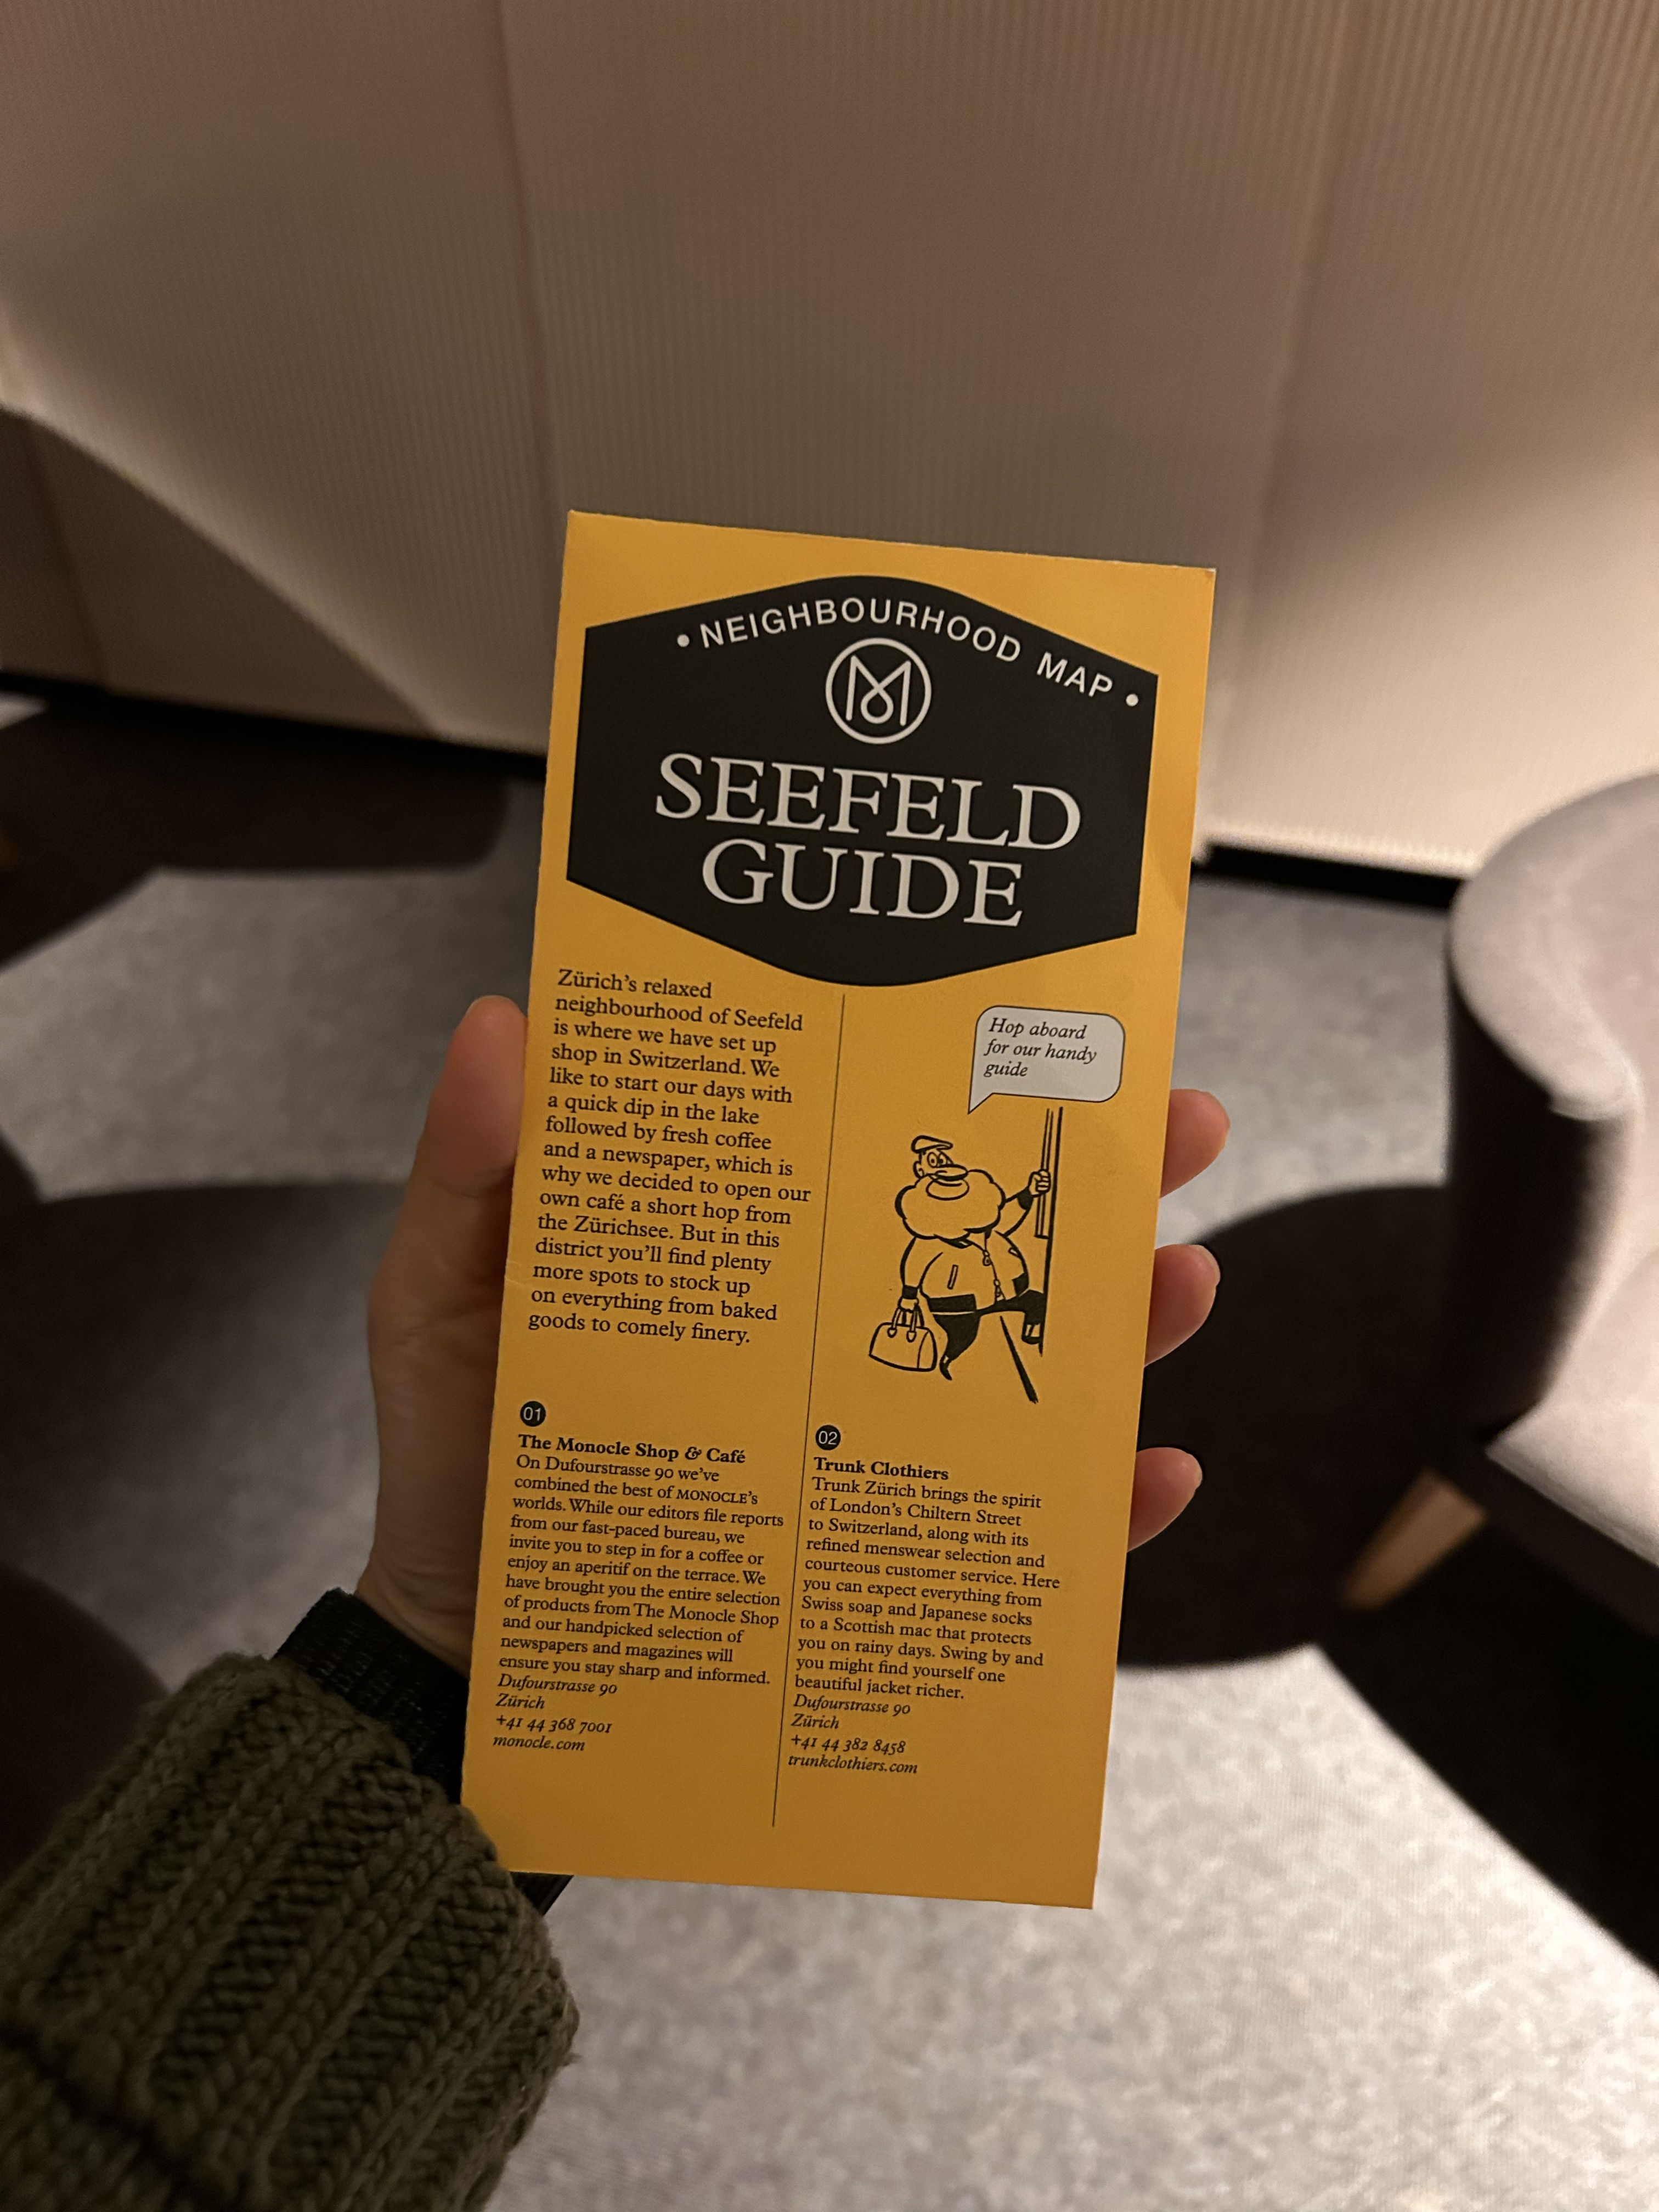 • NEIGHBOURHOOD MAP •
M
SEEFELD
GUIDE
Zürich's relaxed
neighbourhood of Seefeld
is where we have set up
shop in Switzerland. We
like to start our days with
a quick dip in the lake
followed by fresh coffee
and a newspaper, which is
why we decided to open our
own café a short hop from
the Zürichsee. But in this
district you'll find plenty
more spots to stock up
on everything from baked
goods to comely finery.
Hop aboard
for our handy
guide
01
The Monocle Shop & Café
On Dufourstrasse 90 we've
combined the best of MONOCLE's
worlds. While our editors file reports
from our fast-paced bureau, we
invite you to step in for a coffee or
enjoy an aperitif on the terrace. We
have brought you the entire selection
of products from The Monocle Shop
and our handpicked selection of
newspapers and magazines will
ensure you stay sharp and informed.
Dufourstrasse 90
Zürich
+41 44 368 7001
monocle.com
02
Trunk Clothiers
Trunk Zürich brings the spirit
of London's Chiltern Street
to Switzerland, along with its
refined menswear selection and
courteous customer service. Here
you can expect everything from
Swiss soap and Japanese socks
to a Scottish mac that protects
you on rainy days. Swing by and
you might find yourself one
beautiful jacket richer.
Dufourstrasse 90
Zürich
+41 44 382 8458
trunkclothiers.com